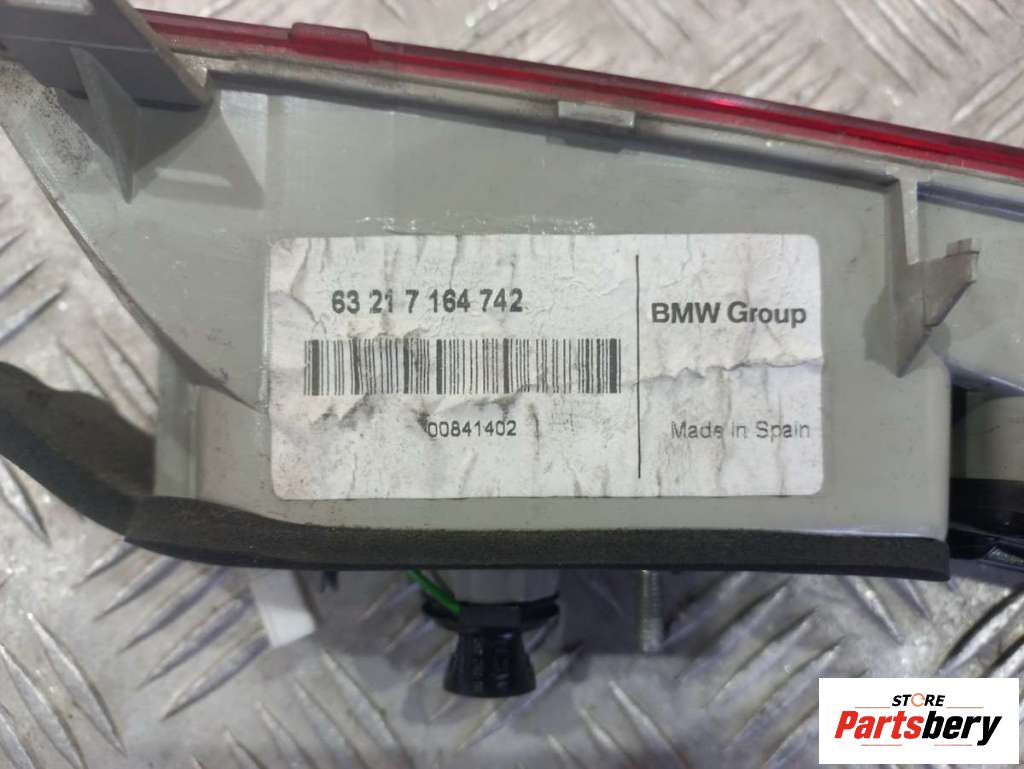 63 21 7 164 742
BMW Group
00841402
Made in Spain
STORE
Partsbery